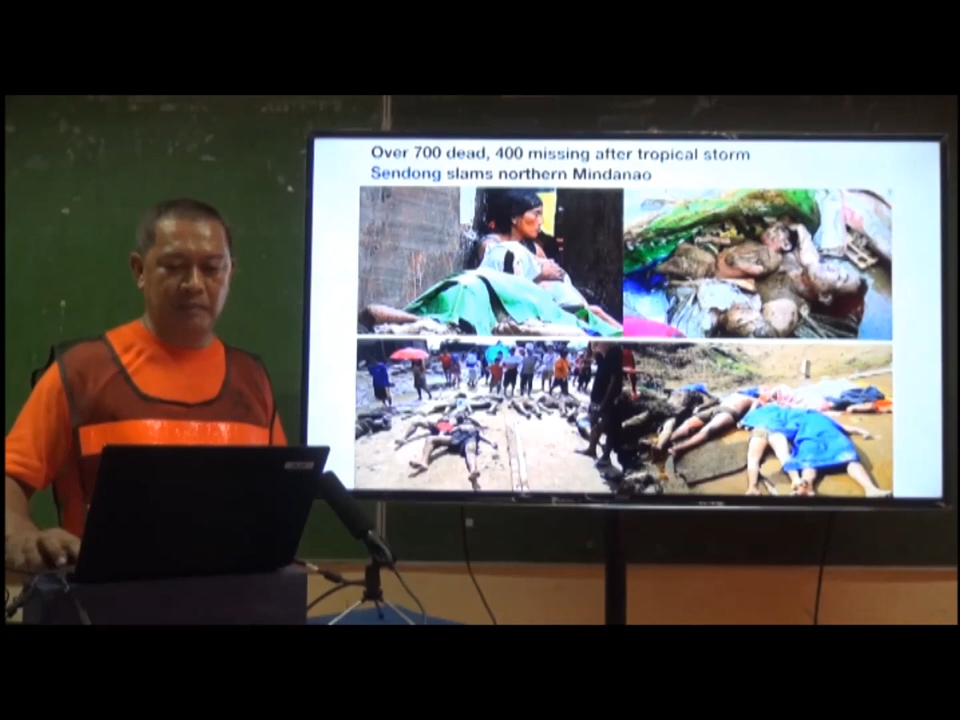 Over 700 dead, 400 missing after tropical storm
Sendong slams northern Mindanao